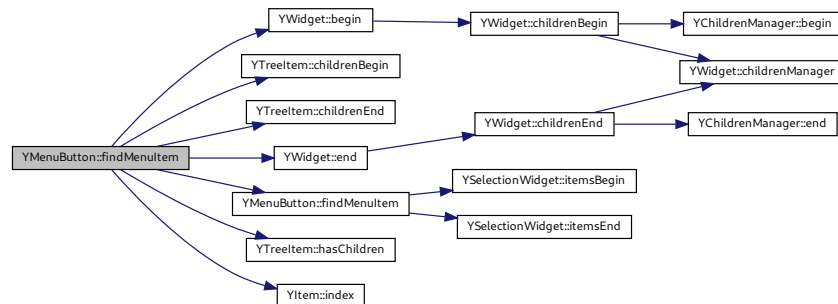 YWidget::begin
YWidget::childrenBegin
YChildrenManager::begin
YTreeItem::childrenBegin
YWidget::childrenManager
YTreeItem::childrenEnd
YWidget::childrenEnd
YChildrenManager::end
YMenuButton::findMenuItem
YWidget::end
YSelectionWidget::itemsBegin
YMenuButton::findMenuItem
YSelectionWidget::itemsEnd
YTreeItem::hasChildren
YItem::index